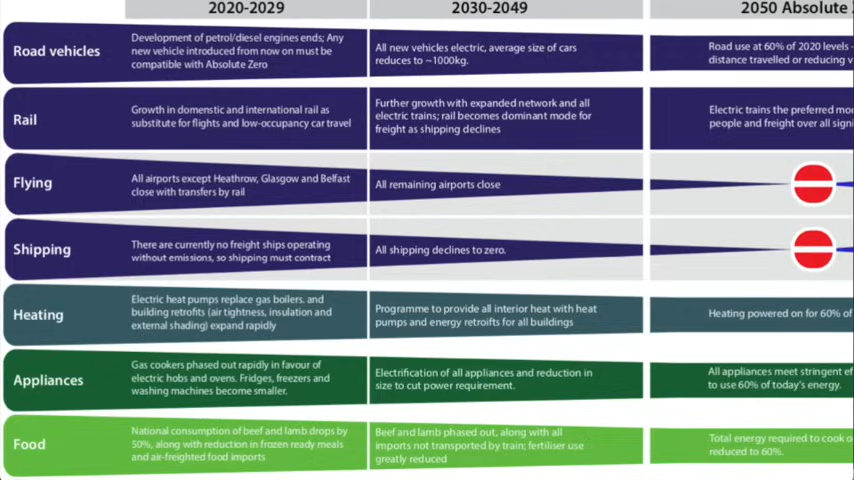 2020-2029
2030-2049
2050 Absolute
Road vehicles
Development of petrol/diesel engines ends; Any
new vehicle introduced from now on must be
compatible with Absolute Zero
All new vehicles electric, average size of cars
reduces to ~1000kg.
Road use at 60% of 2020 levels -
distance travelled or reducing v
Rail
Growth in domenstic and international rail as
substitute for flights and low-occupancy car travel
Further growth with expanded network and all
electric trains; rail becomes dominant mode for
freight as shipping declines
Electric trains the preferred mo
people and freight over all signi
Flying
All airports except Heathrow, Glasgow and Belfast
close with transfers by rail
All remaining airports close
Shipping
There are currently no freight ships operating
without emissions, so shipping must contract
All shipping declines to zero.
Heating
Electric heat pumps replace gas boilers. and
building retrofits (air tightness, insulation and
external shading) expand rapidly
Programme to provide all interior heat with heat
pumps and energy retroifts for all buildings
Heating powered on for 60% of
Appliances
Gas cookers phased out rapidly in favour of
electric hobs and ovens. Fridges, freezers and
washing machines become smaller.
Electrification of all appliances and reduction in
size to cut power requirement.
All appliances meet stringent ef
to use 60% of today's energy.
Food
National consumption of beef and lamb drops by
50%, along with reduction in frozen ready meals
and air-freighted food imports
Beef and lamb phased out, along with all
imports not transported by train; fertiliser use
greatly reduced
Total energy required to cook o
reduced to 60%.